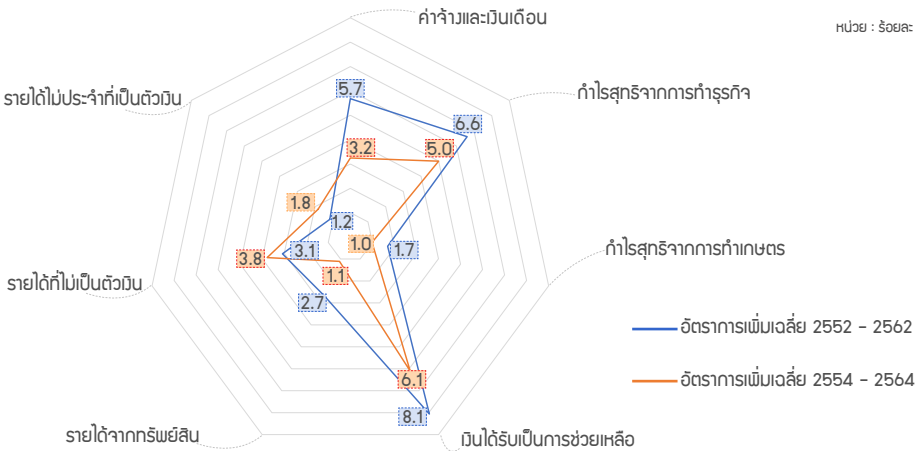 ค่าจ้างและเงินเดือน
หน่วย : ร้อยละ
กำไรสุทธิจากการทำธุรกิจ
รายได้ไม่ประจำที่เป็นตัวเงิน
5.7
6.6
3.2
5.0
1.8
1.2
1.0
1.7
3.1
3.8
1.1
2.7
กำไรสุทธิจากการทำเกษตร
รายได้ที่ไม่เป็นตัวเงิน
อัตราการเพิ่มเฉลี่ย 2552 - 2562
อัตราการเพิ่มเฉลี่ย 2554 - 2564
6.1
8.1
รายได้จากทรัพย์สิน
เงินได้รับเป็นการช่วยเหลือ